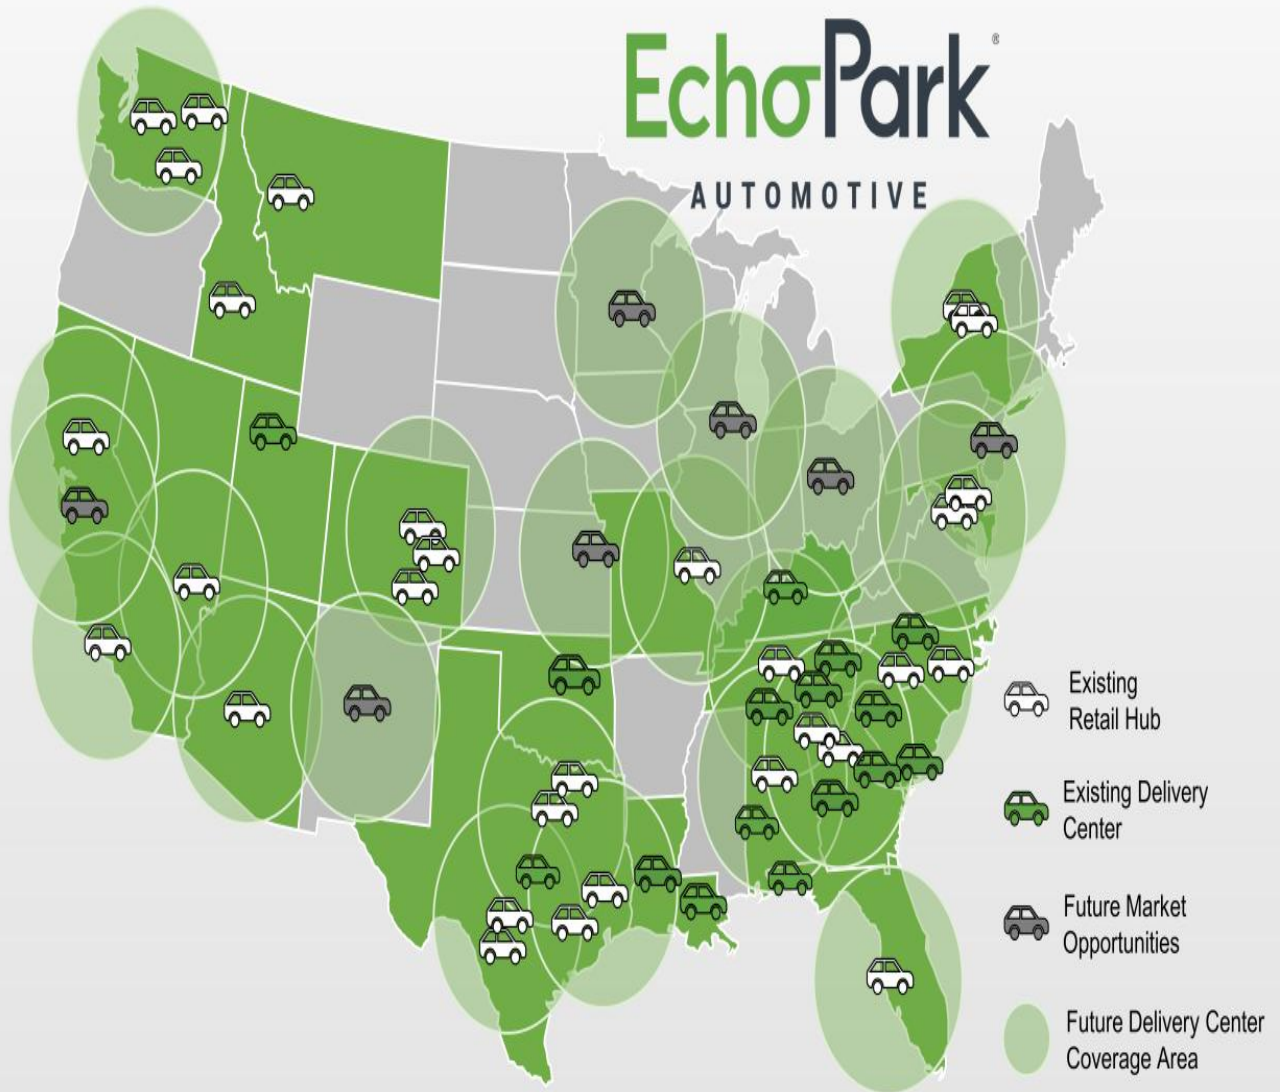 EchoPark®
AUTOMOTIVE
Existing
Retail Hub
Existing Delivery
Center
Future Market
Opportunities
Future Delivery Center
Coverage Area